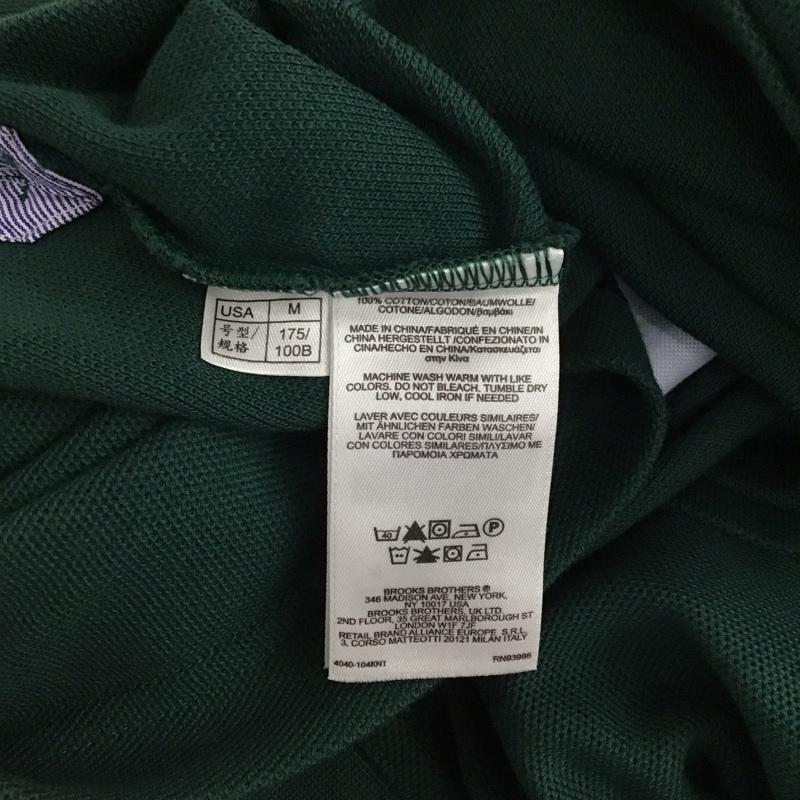 USA M
号型/ 175/
规格 100B
100% COTTON/COTON/BAUMWOLLE/
COTONE/ALGODON/βαμβάκι
MADE IN CHINA/FABRIQUÉ EN CHINE/IN
CHINA HERGESTELLT /CONFEZIONATO IN
CINA/HECHO EN CHINA/Κατασκευάζεται
στην Κίνα
MACHINE WASH WARM WITH LIKE
COLORS. DO NOT BLEACH. TUMBLE DRY
LOW, COOL IRON IF NEEDED
LAVER AVEC COULEURS SIMILAIRES/
MIT ÄHNLICHEN FARBEN WASCHEN/
LAVARE CON COLORI SIMILI/LAVAR
CON COLORES SIMILARES/ΠΛΥΣΙΜΟ ΜΕ
ΠΑΡΟΜΟΙΑ ΧΡΩΜΑΤΑ
40 P
BROOKS BROTHERS ®
346 MADISON AVE. NEW YORK,
NY 10017 USA
BROOKS BROTHERS, UK LTD.
2ND FLOOR, 35 GREAT MARLBOROUGH ST
LONDON W1F 7JF
RETAIL BRAND ALLIANCE EUROPE S.R.L.
3, CORSO MATTEOTTI 20121 MILAN ITALY
4040-104KNT RN93986